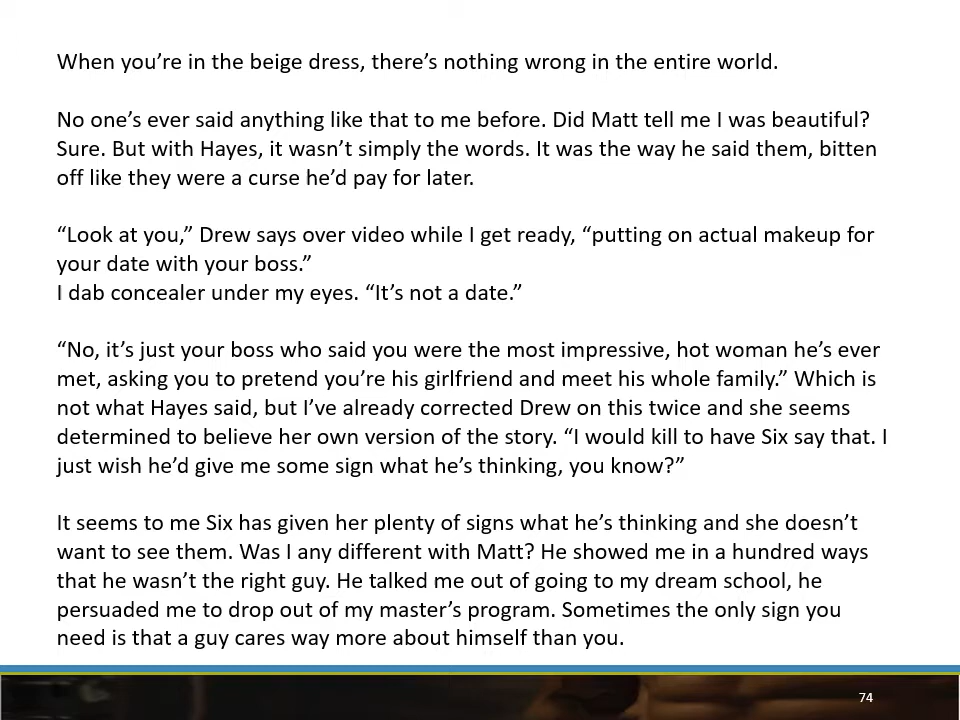 When you’re in the beige dress, there’s nothing wrong in the entire world.
No one’s ever said anything like that to me before. Did Matt tell me I was beautiful?
Sure. But with Hayes, it wasn’t simply the words. It was the way he said them, bitten
off like they were a curse he’d pay for later.
“Look at you,” Drew says over video while I get ready, “putting on actual makeup for
your date with your boss.”
I dab concealer under my eyes. “It’s not a date.”
“No, it’s just your boss who said you were the most impressive, hot woman he’s ever
met, asking you to pretend you’re his girlfriend and meet his whole family.” Which is
not what Hayes said, but I’ve already corrected Drew on this twice and she seems
determined to believe her own version of the story. “I would kill to have Six say that. I
just wish he’d give me some sign what he’s thinking, you know?”
It seems to me Six has given her plenty of signs what he’s thinking and she doesn’t
want to see them. Was I any different with Matt? He showed me in a hundred ways
that he wasn’t the right guy. He talked me out of going to my dream school, he
persuaded me to drop out of my master’s program. Sometimes the only sign you
need is that a guy cares way more about himself than you.
74